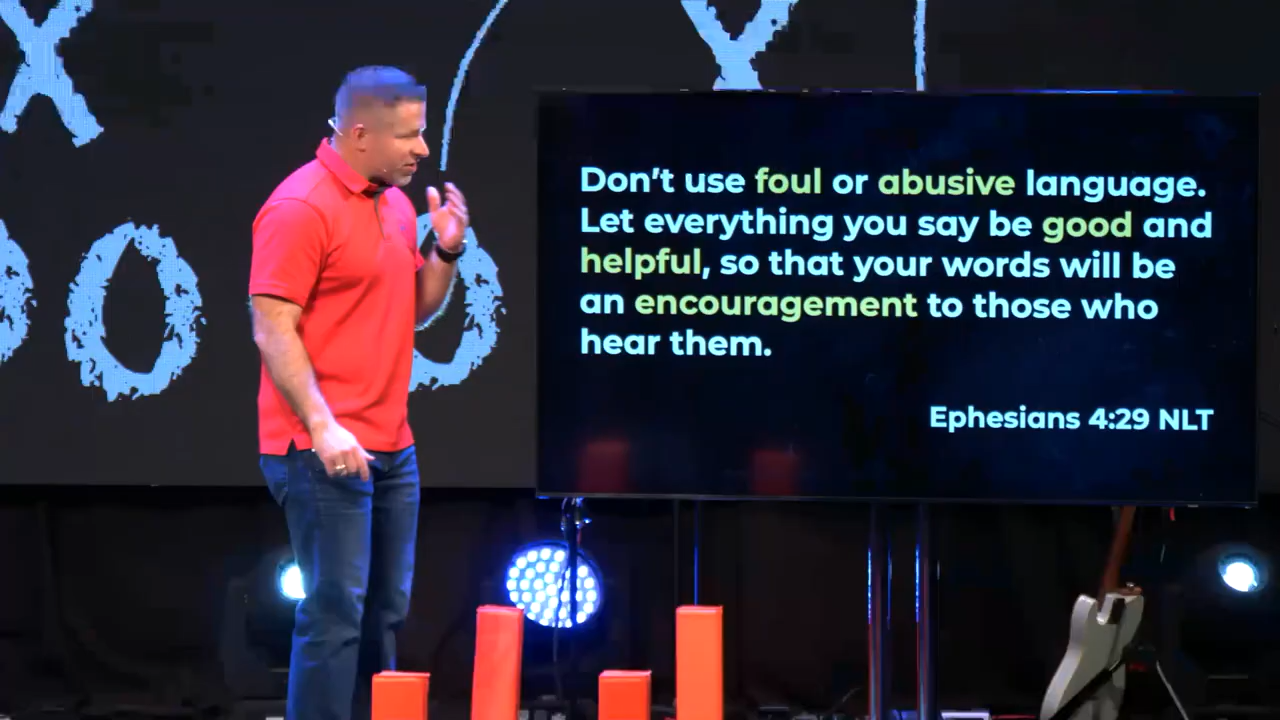 Don't use foul or abusive language.
Let everything you say be good and
helpful, so that your words will be
an encouragement to those who
hear them.
Ephesians 4:29 NLT